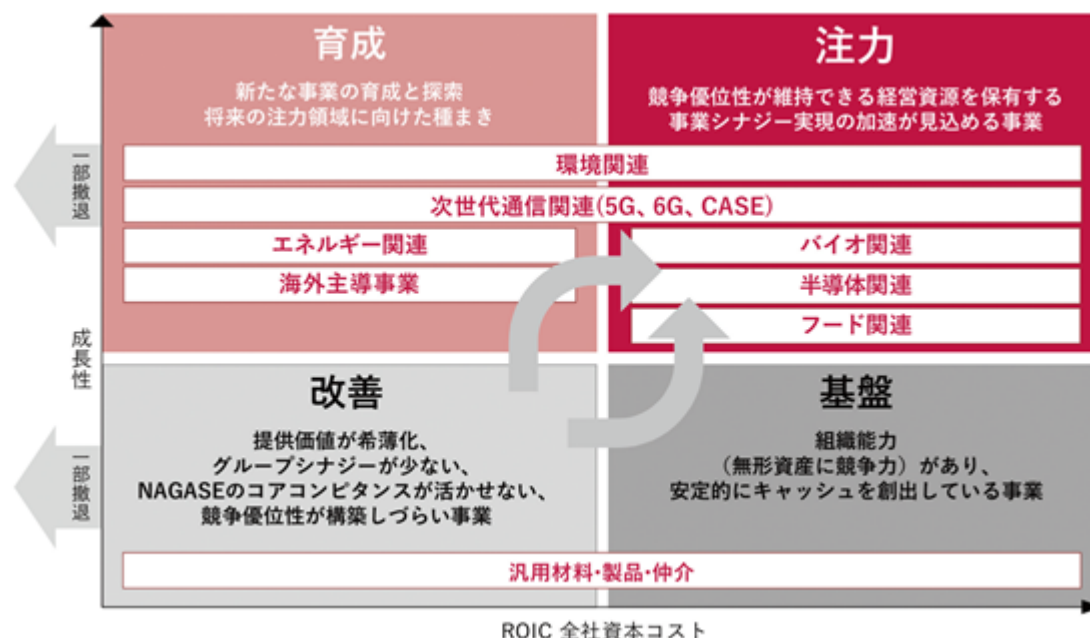 育成
新たな事業の育成と探索
将来の注力領域に向けた種まき
注力
競争優位性が維持できる経営資源を保有する
事業シナジー実現の加速が見込める事業
一部撤退
環境関連
次世代通信関連(5G、6G、CASE)
エネルギー関連
海外主導事業
バイオ関連
半導体関連
フード関連
成長性
改善
提供価値が希薄化、
グループシナジーが少ない、
NAGASEのコアコンピタンスが活かせない、
競争優位性が構築しづらい事業
基盤
組織能力
（無形資産に競争力）があり、
安定的にキャッシュを創出している事業
一部撤退
汎用材料・製品・仲介
ROIC 全社資本コスト